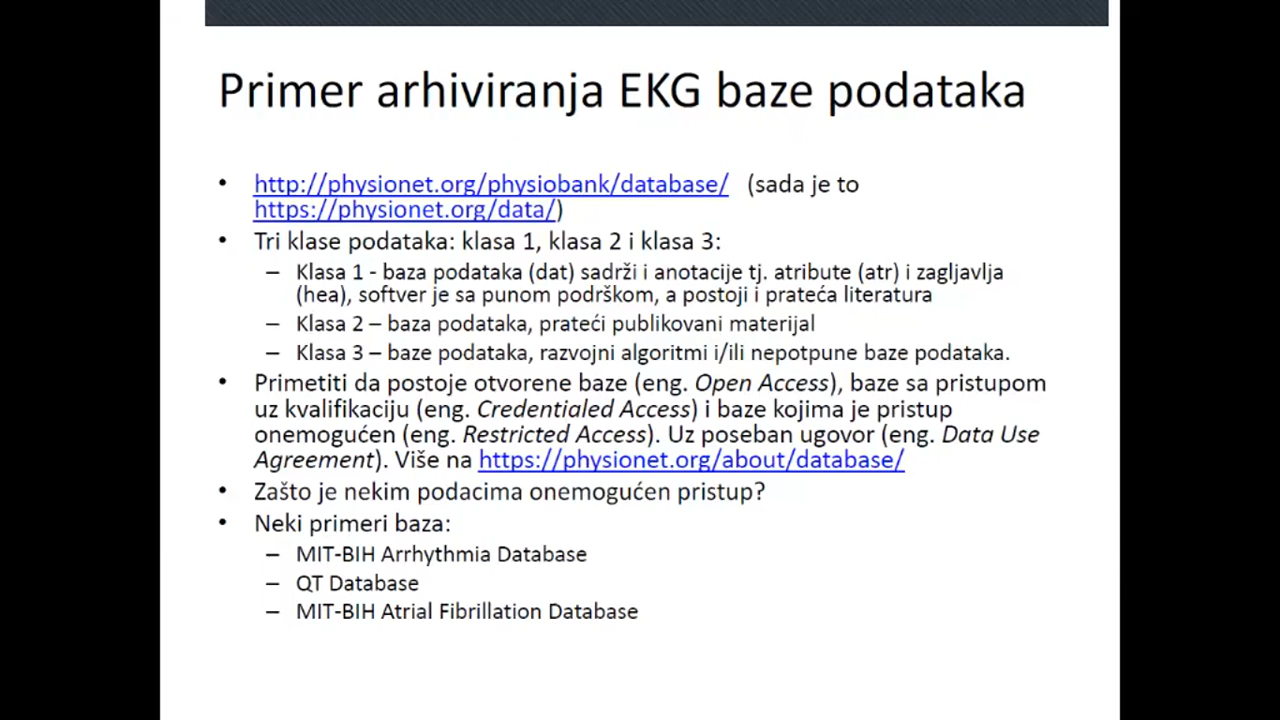 Primer arhiviranja EKG baze podataka
• http://physionet.org/physiobank/database/ (sada je to
https://physionet.org/data/)
• Tri klase podataka: klasa 1, klasa 2 i klasa 3:
– Klasa 1 - baza podataka (dat) sadrži i anotacije tj. atribute (atr) i zagljavlja
(hea), softver je sa punom podrškom, a postoji i prateća literatura
– Klasa 2 – baza podataka, prateći publikovani materijal
– Klasa 3 – baze podataka, razvojni algoritmi i/ili nepotpune baze podataka.
• Primetiti da postoje otvorene baze (eng. Open Access), baze sa pristupom
uz kvalifikaciju (eng. Credentialed Access) i baze kojima je pristup
onemogućen (eng. Restricted Access). Uz poseban ugovor (eng. Data Use
Agreement). Više na https://physionet.org/about/database/
• Zašto je nekim podacima onemogućen pristup?
• Neki primeri baza:
– MIT-BIH Arrhythmia Database
– QT Database
– MIT-BIH Atrial Fibrillation Database